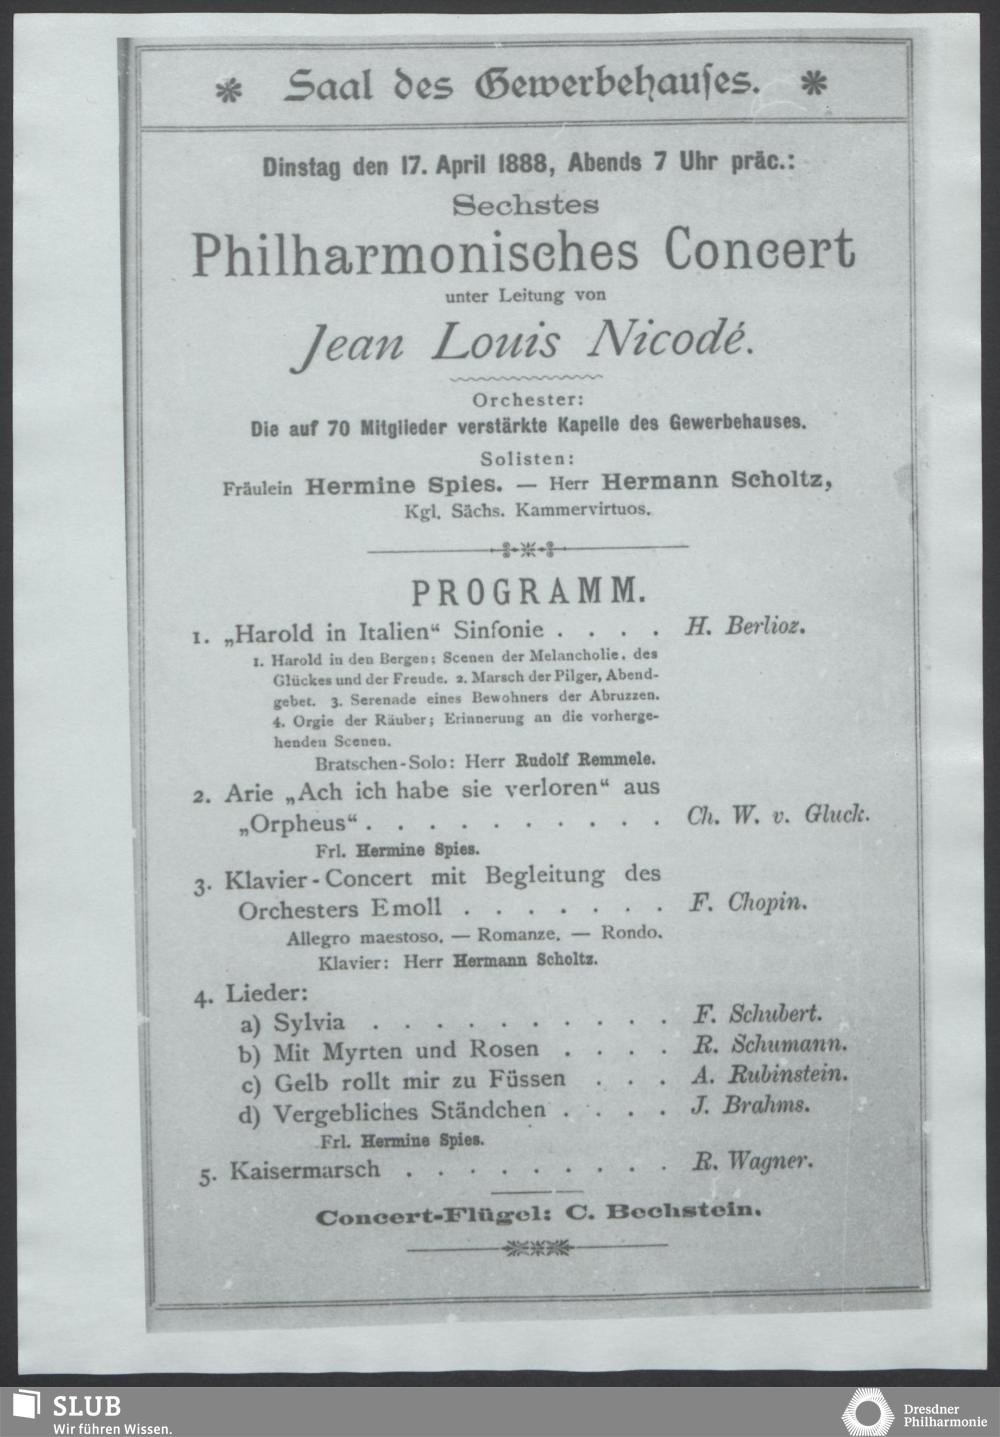 * Saal des Gewerbehauses. *
Dinstag den 17. April 1888, Abends 7 Uhr präc.:
Sechstes
Philharmonisches Concert
unter Leitung von
Jean Louis Nicodé.
Orchester:
Die auf 70 Mitglieder verstärkte Kapelle des Gewerbehauses.
Solisten:
Fräulein Hermine Spies. — Herr Hermann Scholtz,
Kgl. Sächs. Kammervirtuos.
PROGRAMM.
1. „Harold in Italien“ Sinfonie . . . . H. Berlioz.
1. Harold in den Bergen; Scenen der Melancholie, des
Glückes und der Freude. 2. Marsch der Pilger, Abend-
gebet. 3. Serenade eines Bewohners der Abruzzen.
4. Orgie der Räuber; Erinnerung an die vorherge-
henden Scenen.
Bratschen-Solo: Herr Rudolf Remmele.
2. Arie „Ach ich habe sie verloren“ aus
„Orpheus“ . . . . . . . . . . Ch. W. v. Gluck.
Frl. Hermine Spies.
3. Klavier-Concert mit Begleitung des
Orchesters Emoll . . . . . . . F. Chopin.
Allegro maestoso. — Romanze. — Rondo.
Klavier: Herr Hermann Scholtz.
4. Lieder:
a) Sylvia . . . . . . . . . . F. Schubert.
b) Mit Myrten und Rosen . . . . R. Schumann.
c) Gelb rollt mir zu Füssen . . . A. Rubinstein.
d) Vergebliches Ständchen . . . . J. Brahms.
Frl. Hermine Spies.
5. Kaisermarsch . . . . . . . . . R. Wagner.
Concert-Flügel: C. Bechstein.
SLUB
Wir führen Wissen.
Dresdner
Philharmonie